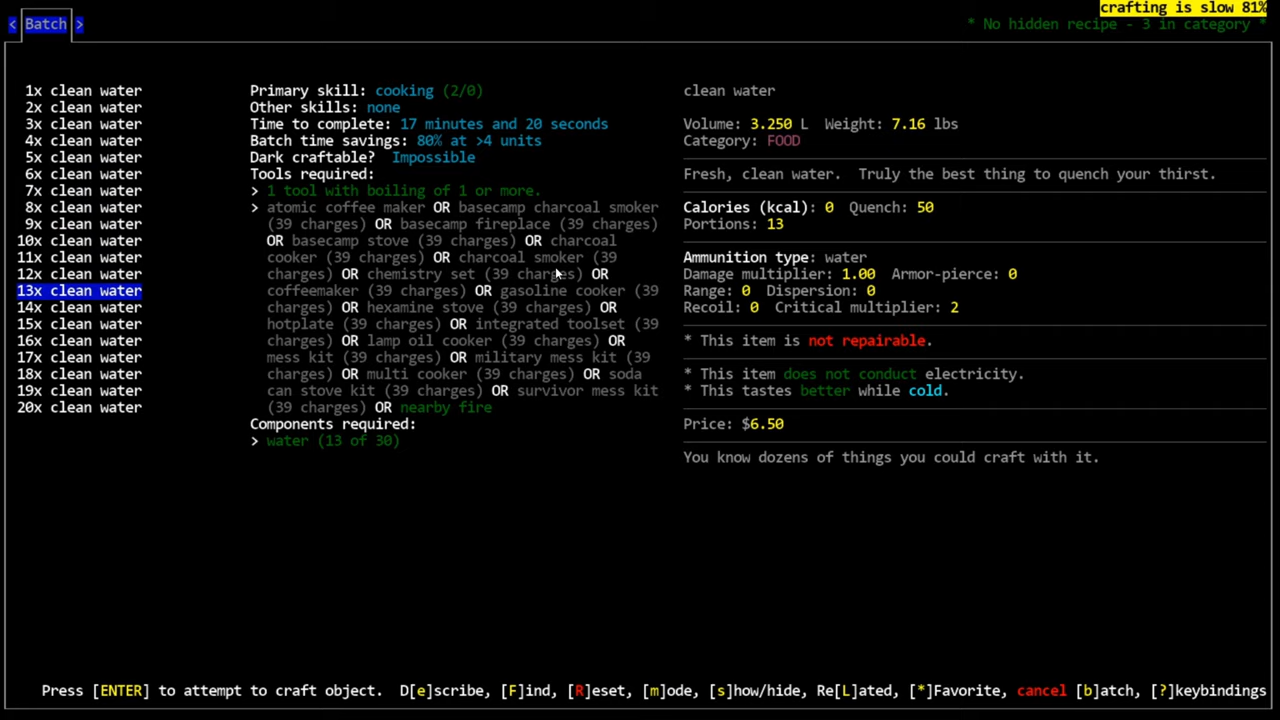 crafting is slow 81%
< Batch >
* No hidden recipe - 3 in category *
1x clean water
2x clean water
3x clean water
4x clean water
5x clean water
6x clean water
7x clean water
8x clean water
9x clean water
10x clean water
11x clean water
12x clean water
13x clean water
14x clean water
15x clean water
16x clean water
17x clean water
18x clean water
19x clean water
20x clean water
Primary skill: cooking (2/0)
Other skills: none
Time to complete: 17 minutes and 20 seconds
Batch time savings: 80% at >4 units
Dark craftable? Impossible
Tools required:
> 1 tool with boiling of 1 or more.
> atomic coffee maker OR basecamp charcoal smoker
(39 charges) OR basecamp fireplace (39 charges)
OR basecamp stove (39 charges) OR charcoal
cooker (39 charges) OR charcoal smoker (39
charges) OR chemistry set (39 charges) OR
coffeemaker (39 charges) OR gasoline cooker (39
charges) OR hexamine stove (39 charges) OR
hotplate (39 charges) OR integrated toolset (39
charges) OR lamp oil cooker (39 charges) OR
mess kit (39 charges) OR military mess kit (39
charges) OR multi cooker (39 charges) OR soda
can stove kit (39 charges) OR survivor mess kit
(39 charges) OR nearby fire
Components required:
> water (13 of 30)
clean water
Volume: 3.250 L Weight: 7.16 lbs
Category: FOOD
Fresh, clean water. Truly the best thing to quench your thirst.
Calories (kcal): 0 Quench: 50
Portions: 13
Ammunition type: water
Damage multiplier: 1.00 Armor-pierce: 0
Range: 0 Dispersion: 0
Recoil: 0 Critical multiplier: 2
* This item is not repairable.
* This item does not conduct electricity.
* This tastes better while cold.
Price: $6.50
You know dozens of things you could craft with it.
Press [ENTER] to attempt to craft object. D[e]scribe, [F]ind, [R]eset, [m]ode, [s]how/hide, Re[L]ated, [*]Favorite, cancel [b]atch, [?]keybindings